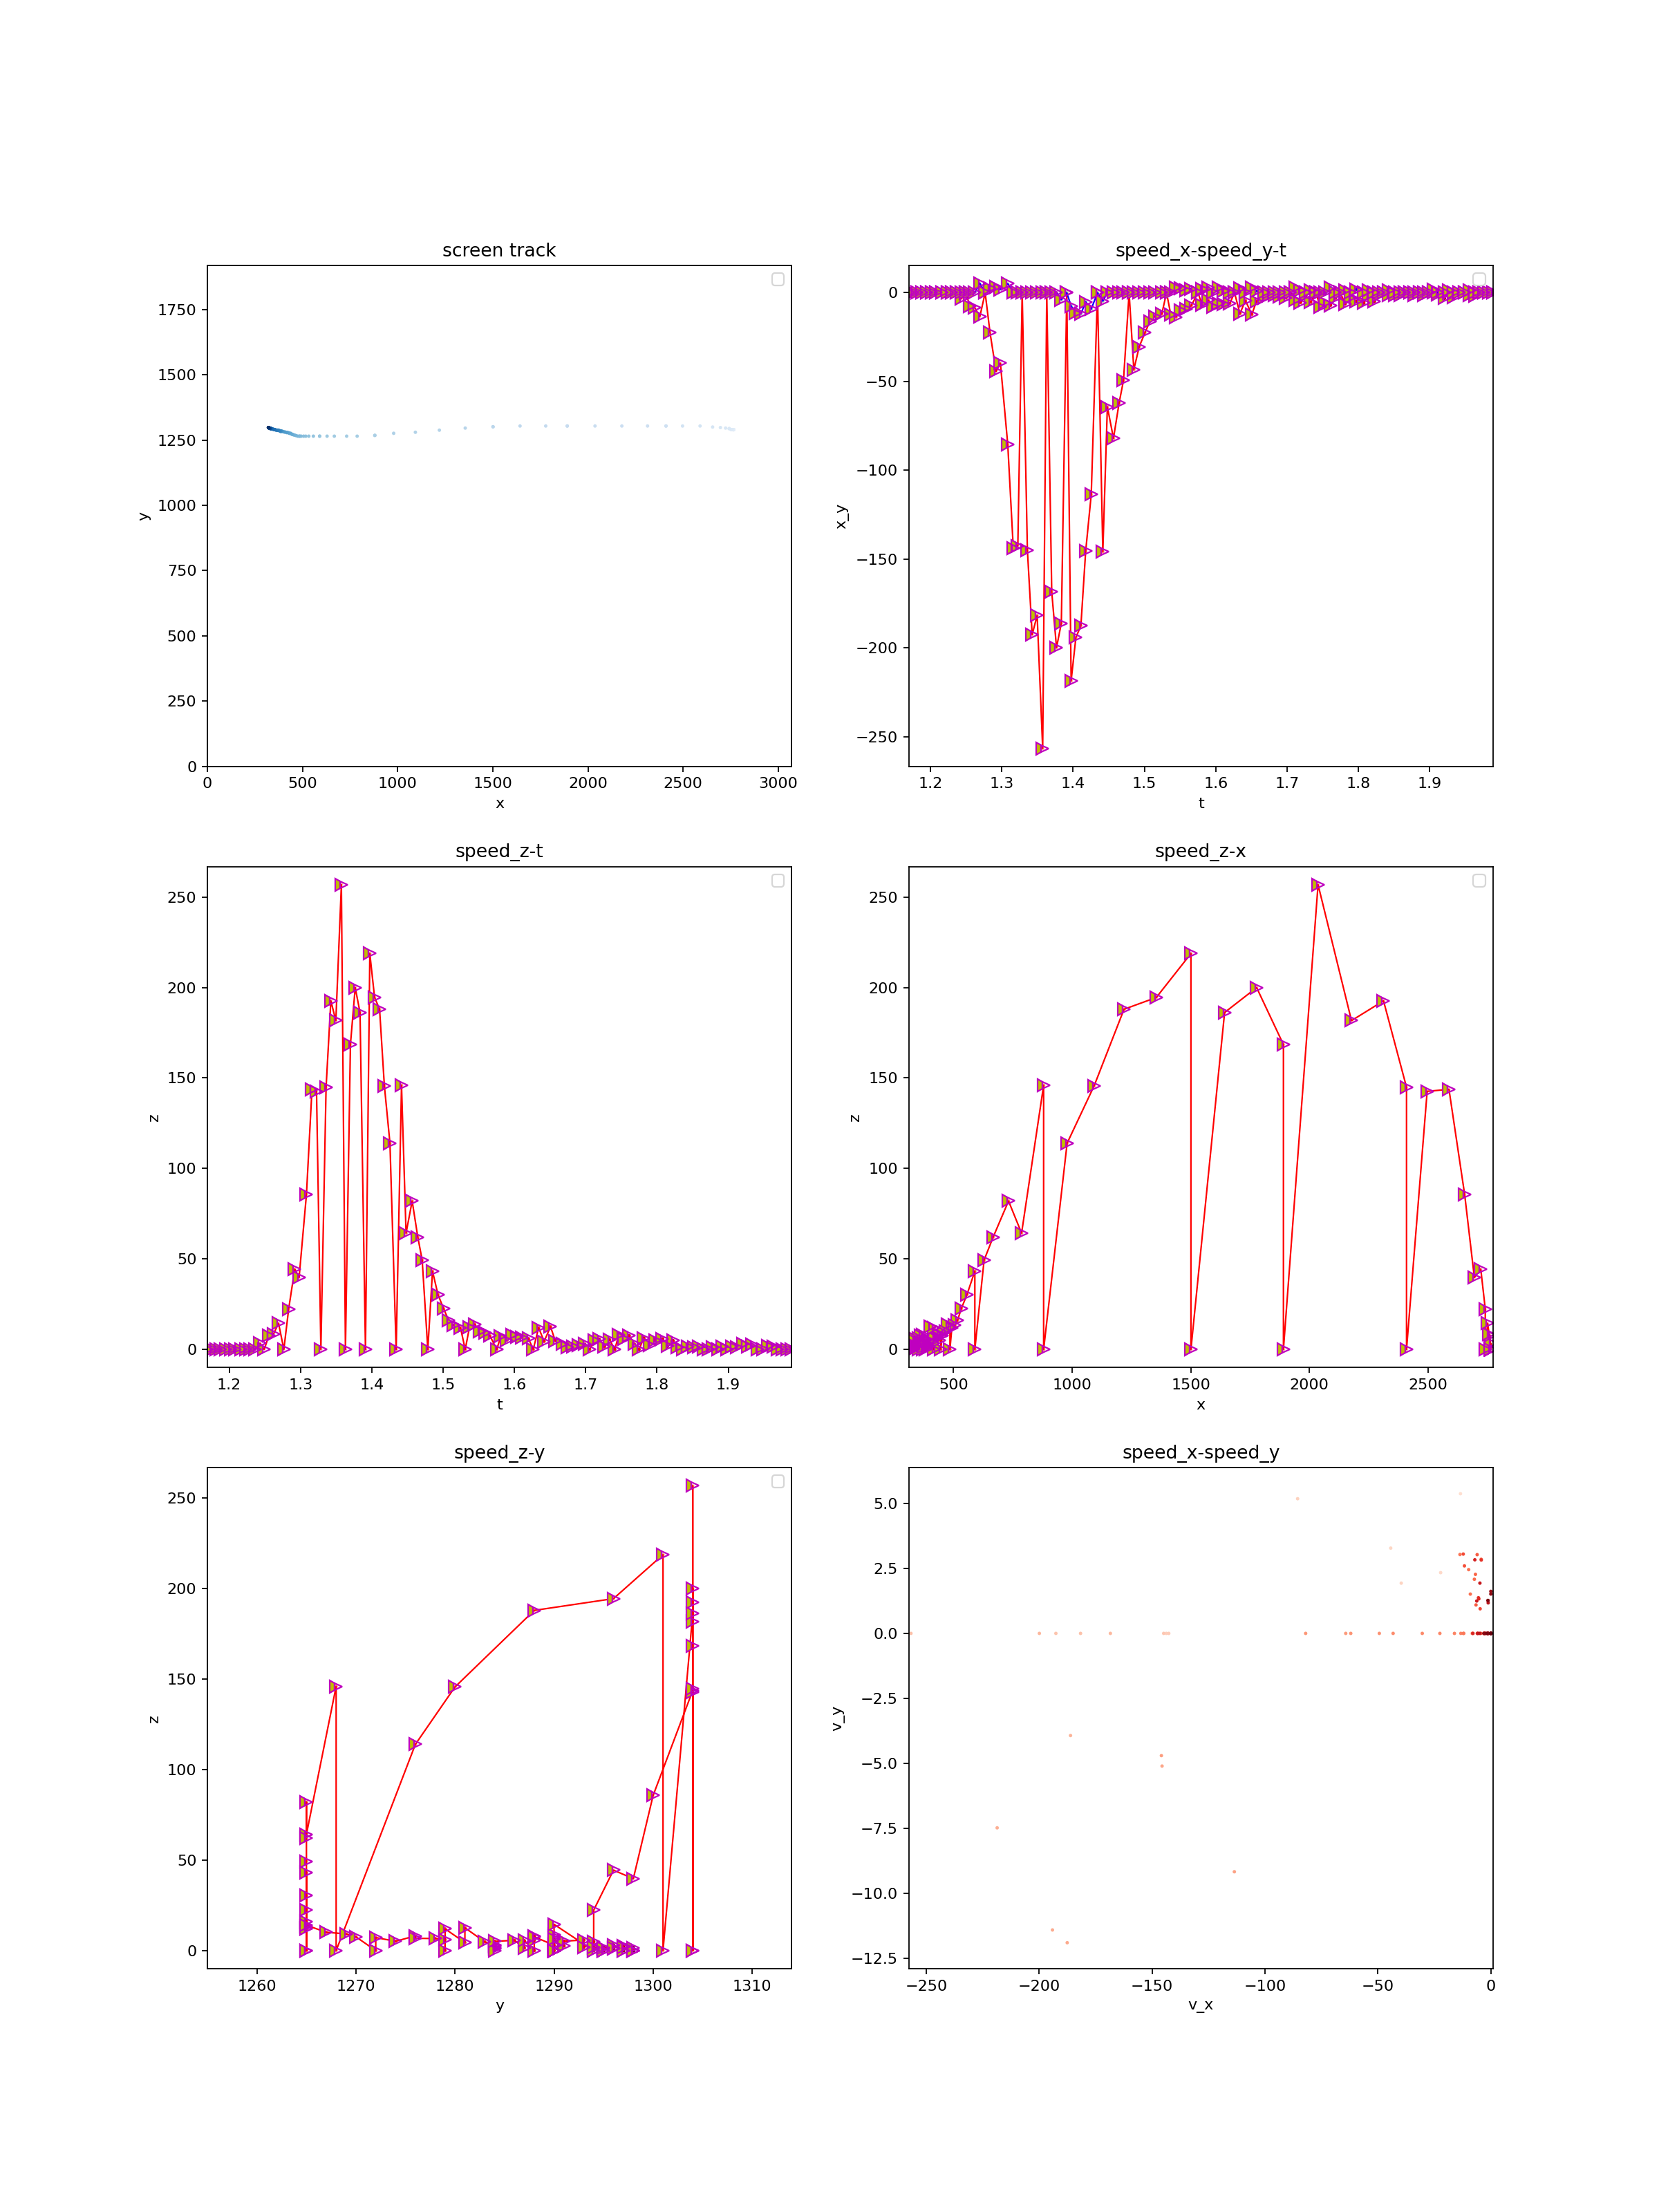 screen track
1750
1500
1250
1000
750
500
250
0
0 500 1000 1500 2000 2500 3000
x
y
speed_x-speed_y-t
0
−50
−100
−150
−200
−250
1.2 1.3 1.4 1.5 1.6 1.7 1.8 1.9
t
x_y
speed_z-t
250
200
150
100
50
0
1.2 1.3 1.4 1.5 1.6 1.7 1.8 1.9
t
z
speed_z-x
250
200
150
100
50
0
500 1000 1500 2000 2500
x
z
speed_z-y
250
200
150
100
50
0
1260 1270 1280 1290 1300 1310
y
z
speed_x-speed_y
5.0
2.5
0.0
−2.5
−5.0
−7.5
−10.0
−12.5
−250 −200 −150 −100 −50 0
v_x
v_y